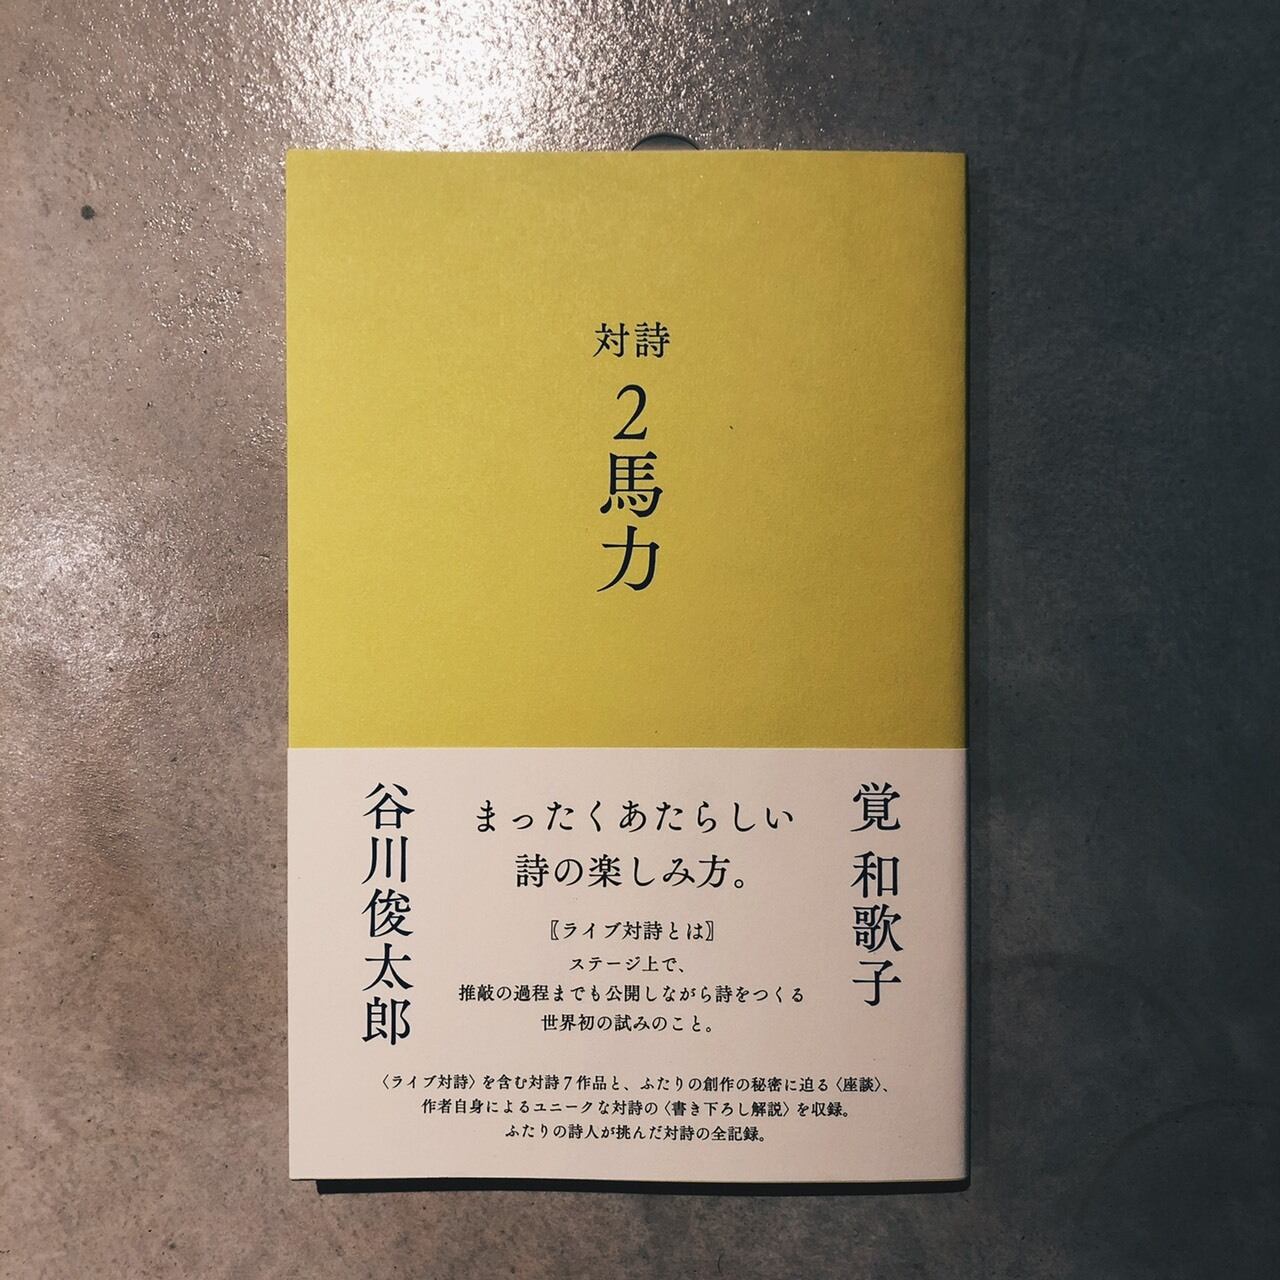 対詩
2馬力
覚 和歌子
谷川俊太郎
まったくあたらしい
詩の楽しみ方。
〖ライブ対詩とは〗
ステージ上で、
推敲の過程までも公開しながら詩をつくる
世界初の試みのこと。
〈ライブ対詩〉を含む対詩7作品と、ふたりの創作の秘密に迫る〈座談〉、
作者自身によるユニークな対詩の〈書き下ろし解説〉を収録。
ふたりの詩人が挑んだ対詩の全記録。